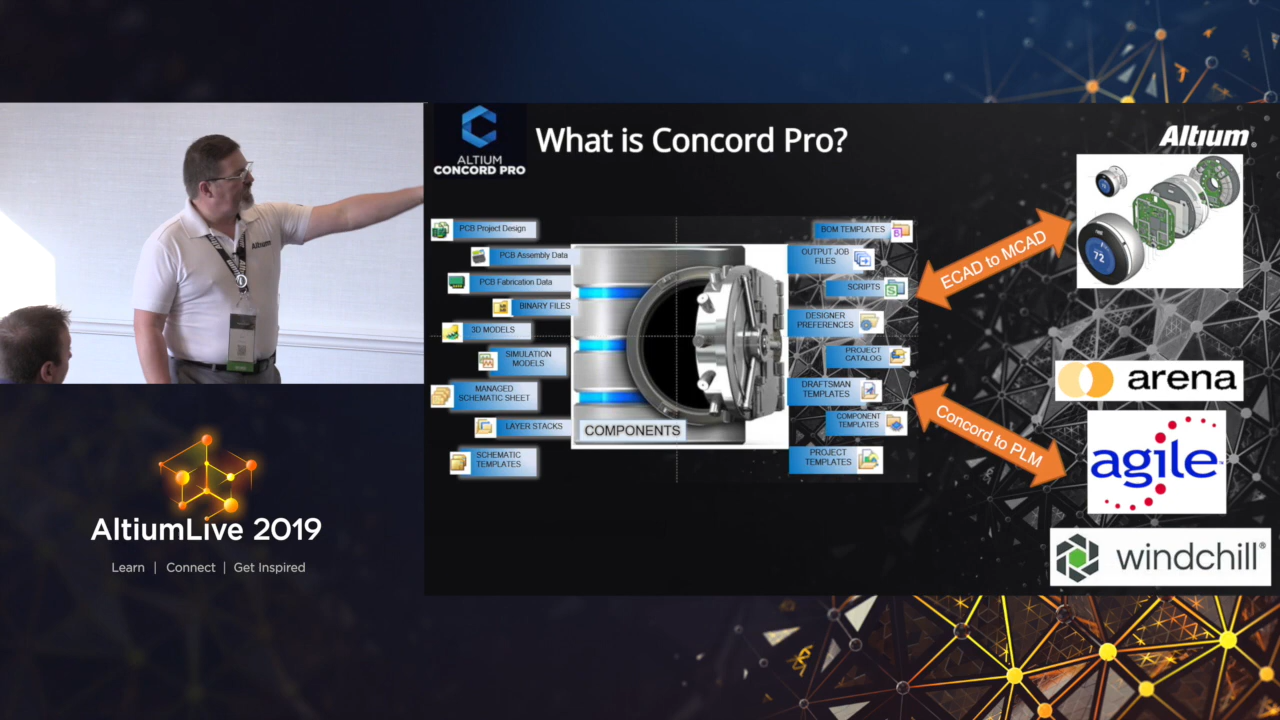 ALTIUM
CONCORD PRO
What is Concord Pro?
Altium®
PCB Project Design
PCB Assembly Data
PCB Fabrication Data
BINARY FILES
3D MODELS
SIMULATION
MODELS
MANAGED
SCHEMATIC SHEET
LAYER STACKS
SCHEMATIC
TEMPLATES
COMPONENTS
BOM TEMPLATES
OUTPUT JOB
FILES
SCRIPTS
DESIGNER
PREFERENCES
PROJECT
CATALOG
DRAFTSMAN
TEMPLATES
COMPONENT
TEMPLATES
PROJECT
TEMPLATES
ECAD to MCAD
72
Concord to PLM
arena
agile™
windchill®
Altium
AltiumLive 2019
Learn | Connect | Get Inspired